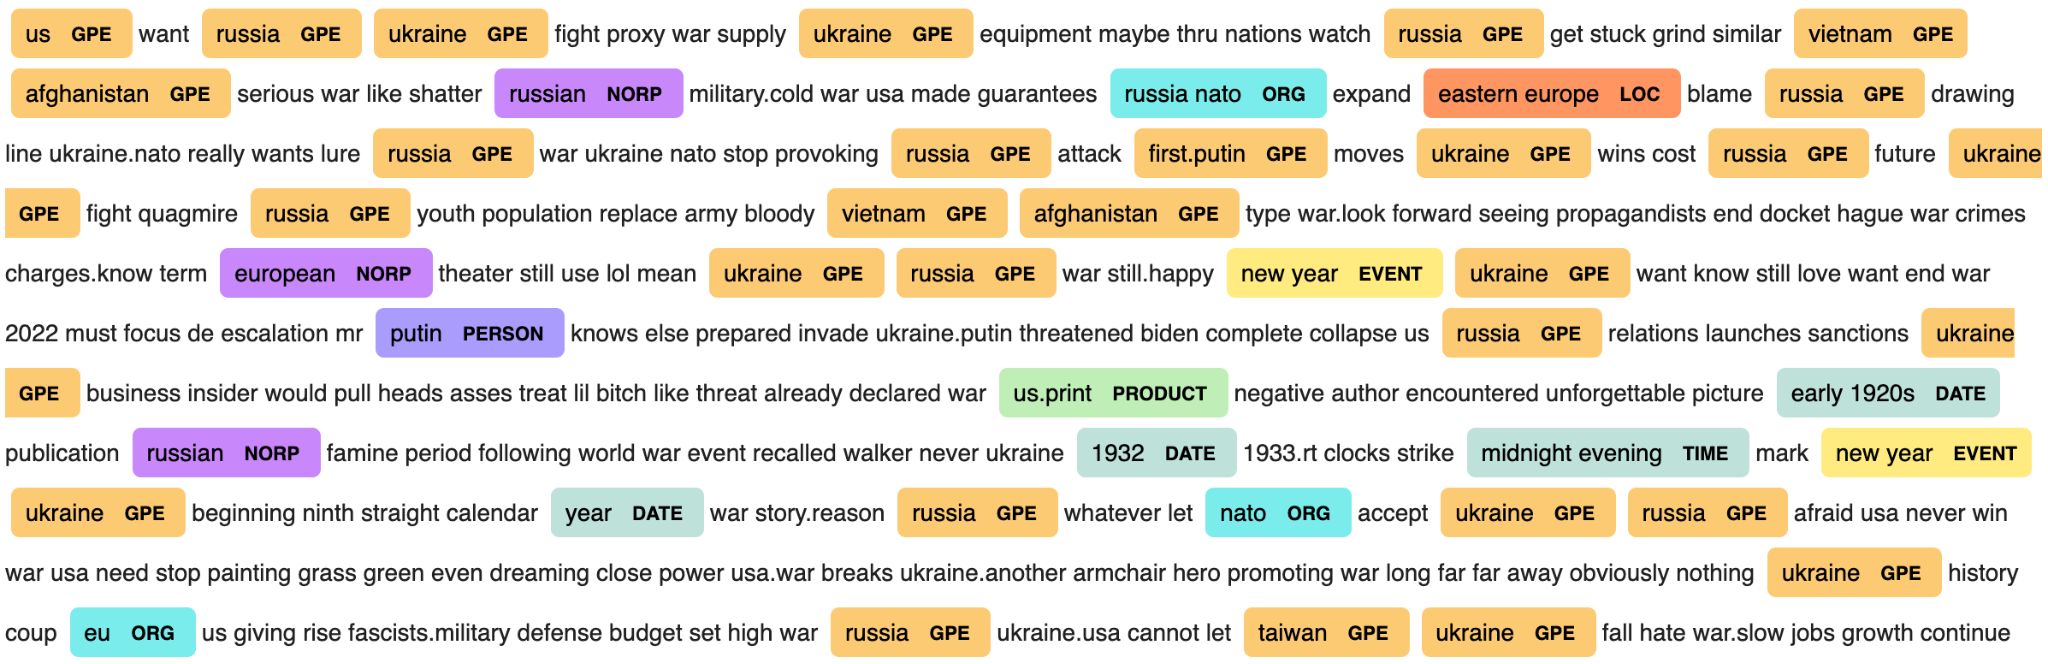 us GPE want russia GPE ukraine GPE fight proxy war supply ukraine GPE equipment maybe thru nations watch russia GPE get stuck grind similar vietnam GPE
afghanistan GPE serious war like shatter russian NORP military.cold war usa made guarantees russia nato ORG expand eastern europe LOC blame russia GPE drawing
line ukraine.nato really wants lure russia GPE war ukraine nato stop provoking russia GPE attack first.putin GPE moves ukraine GPE wins cost russia GPE future ukraine
GPE fight quagmire russia GPE youth population replace army bloody vietnam GPE afghanistan GPE type war.look forward seeing propagandists end docket hague war crimes
charges.know term european NORP theater still use lol mean ukraine GPE russia GPE war still.happy new year EVENT ukraine GPE want know still love want end war
2022 must focus de escalation mr putin PERSON knows else prepared invade ukraine.putin threatened biden complete collapse us russia GPE relations launches sanctions ukraine
GPE business insider would pull heads asses treat lil bitch like threat already declared war us.print PRODUCT negative author encountered unforgettable picture early 1920s DATE
publication russian NORP famine period following world war event recalled walker never ukraine 1932 DATE 1933.rt clocks strike midnight evening TIME mark new year EVENT
ukraine GPE beginning ninth straight calendar year DATE war story.reason russia GPE whatever let nato ORG accept ukraine GPE russia GPE afraid usa never win
war usa need stop painting grass green even dreaming close power usa.war breaks ukraine.another armchair hero promoting war long far far away obviously nothing ukraine GPE history
coup eu ORG us giving rise fascists.military defense budget set high war russia GPE ukraine.usa cannot let taiwan GPE ukraine GPE fall hate war.slow jobs growth continue